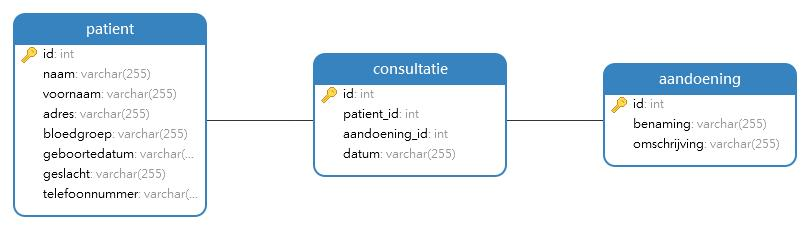 patient
id: int
naam: varchar(255)
voornaam: varchar(255)
adres: varchar(255)
bloedgroep: varchar(255)
geboortedatum: varchar(...
geslacht: varchar(255)
telefoonnummer: varchar(...
consultatie
id: int
patient_id: int
aandoening_id: int
datum: varchar(255)
aandoening
id: int
benaming: varchar(255)
omschrijving: varchar(255)